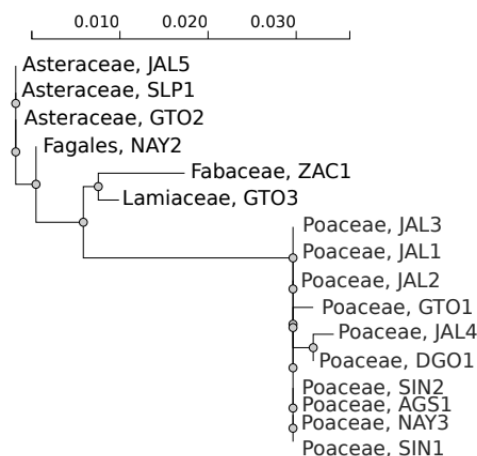 0.010 0.020 0.030
Asteraceae, JAL5
Asteraceae, SLP1
Asteraceae, GTO2
Fagales, NAY2
Fabaceae, ZAC1
Lamiaceae, GTO3
Poaceae, JAL3
Poaceae, JAL1
Poaceae, JAL2
Poaceae, GTO1
Poaceae, JAL4
Poaceae, DGO1
Poaceae, SIN2
Poaceae, AGS1
Poaceae, NAY3
Poaceae, SIN1